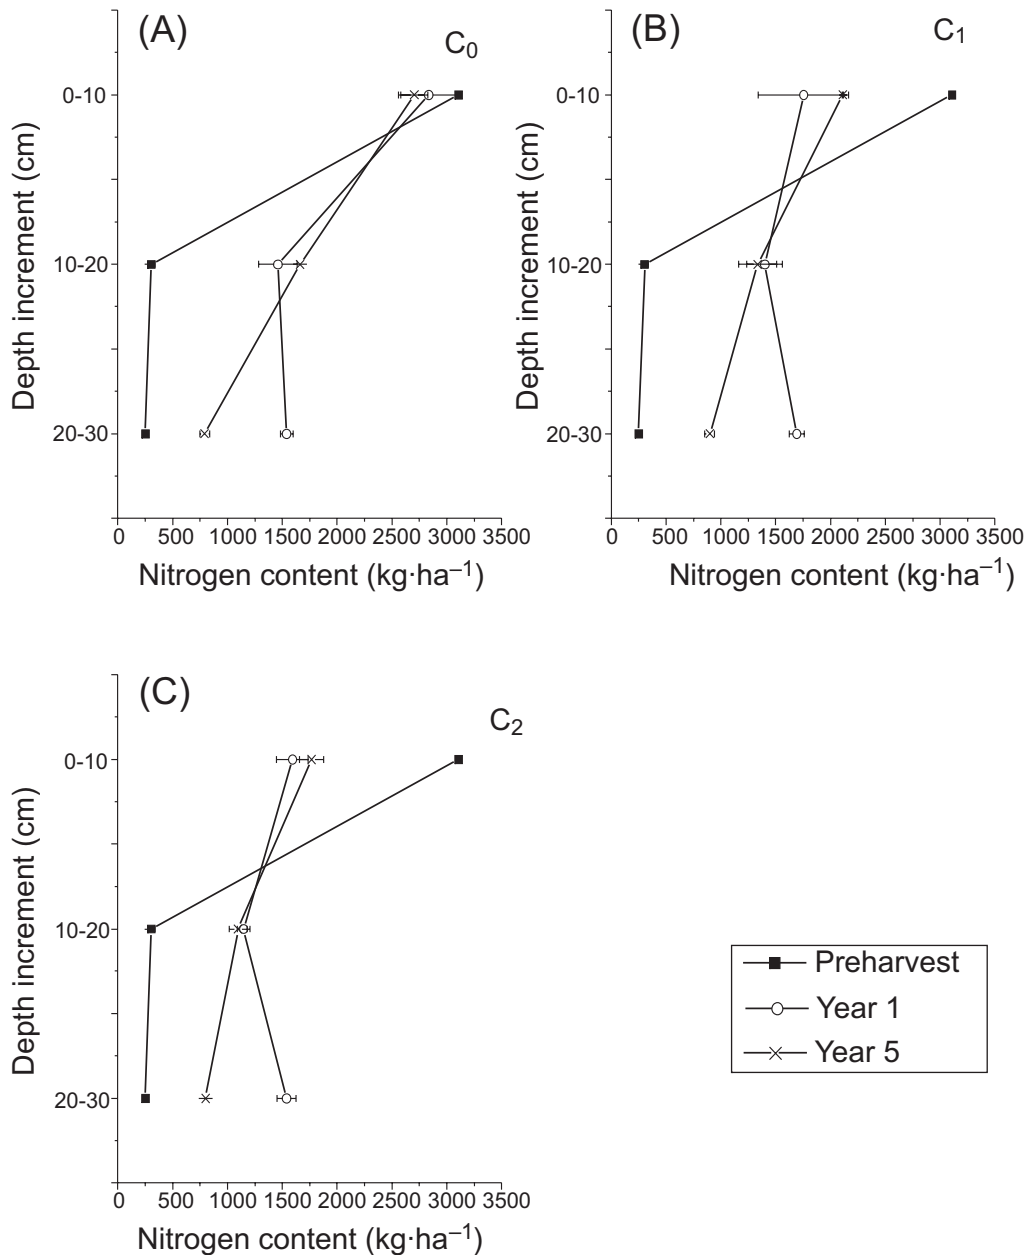 (A)
C0
0-10
10-20
20-30
Depth increment (cm)
0 500 1000 1500 2000 2500 3000 3500
Nitrogen content (kg·ha–1)
(B)
C1
0-10
10-20
20-30
Depth increment (cm)
0 500 1000 1500 2000 2500 3000 3500
Nitrogen content (kg·ha–1)
(C)
C2
0-10
10-20
20-30
Depth increment (cm)
0 500 1000 1500 2000 2500 3000 3500
Nitrogen content (kg·ha–1)
Preharvest
Year 1
Year 5